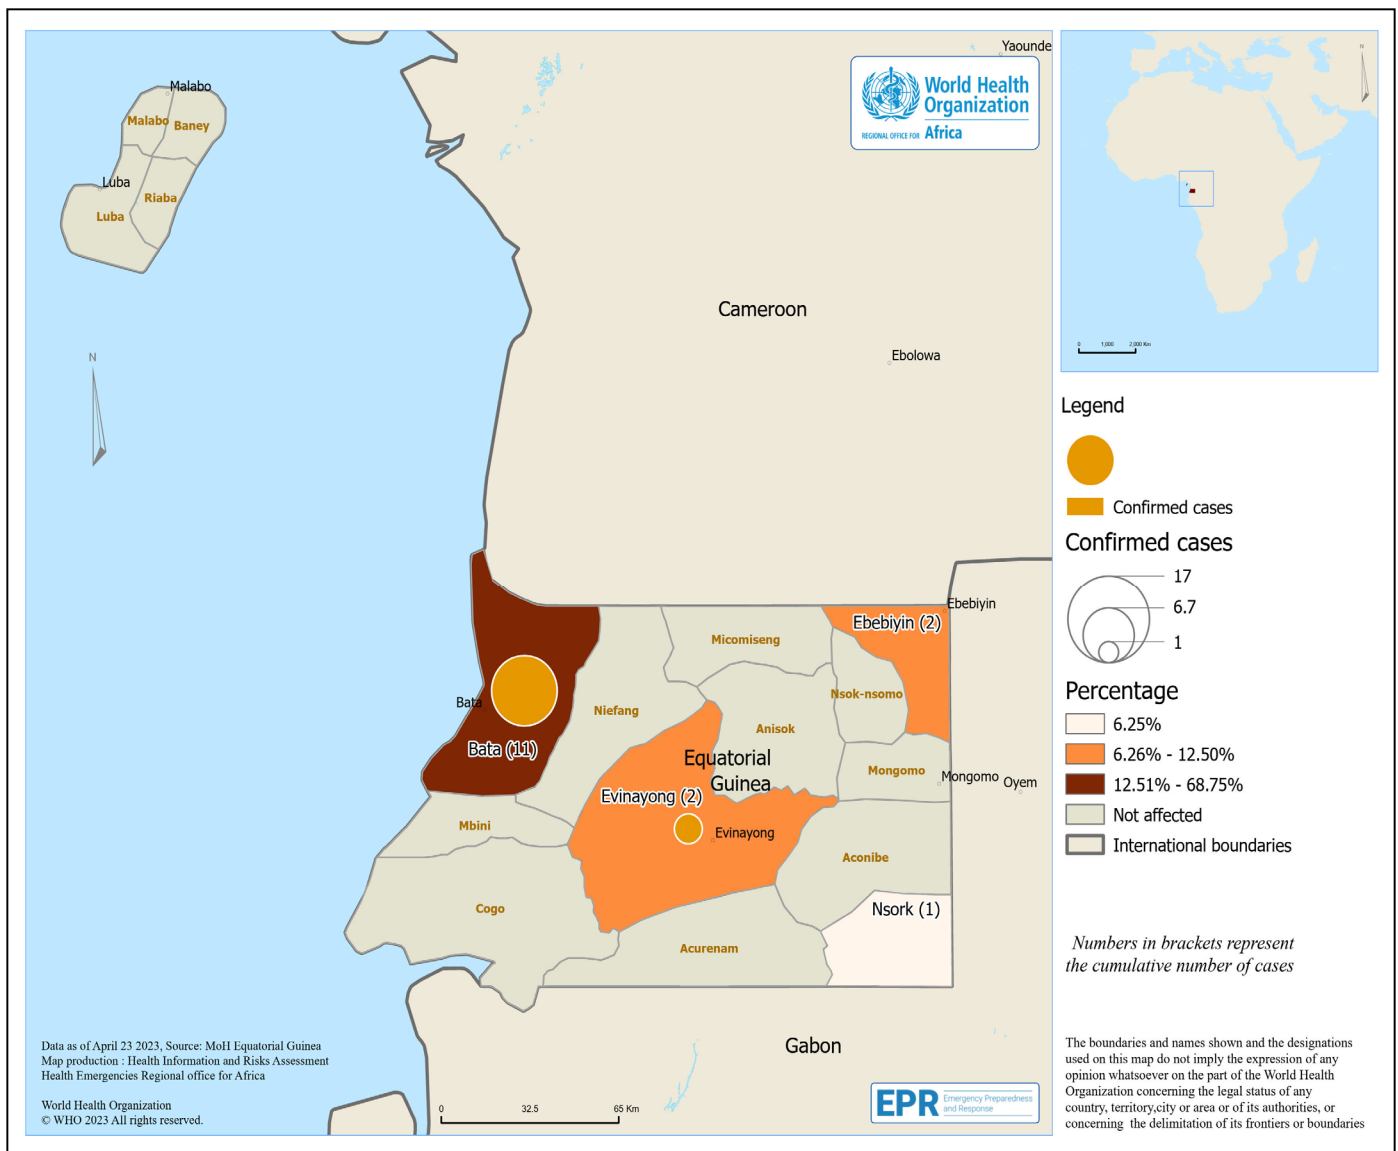 Yaounde
World Health
Organization
REGIONAL OFFICE FOR Africa
N
Malabo
Malabo
Baney
Luba
Riaba
Luba
N
Cameroon
Ebolowa
0 1,000 2,000 Km
Legend
Confirmed cases
Confirmed cases
17
6.7
1
Percentage
6.25%
6.26% - 12.50%
12.51% - 68.75%
Not affected
International boundaries
Ebebiyin
Ebebiyin (2)
Micomiseng
Nsok-nsomo
Bata
Niefang
Anisok
Bata (11)
Equatorial
Guinea
Mongomo
Mongomo
Oyem
Evinayong (2)
Mbini
Evinayong
Aconibe
Cogo
Nsork (1)
Acurenam
Gabon
Numbers in brackets represent
the cumulative number of cases
Data as of April 23 2023, Source: MoH Equatorial Guinea
Map production : Health Information and Risks Assessment
Health Emergencies Regional office for Africa
World Health Organization
© WHO 2023 All rights reserved.
0 32.5 65 Km
EPR Emergency Preparedness
and Response
The boundaries and names shown and the designations
used on this map do not imply the expression of any
opinion whatsoever on the part of the World Health
Organization concerning the legal status of any
country, territory,city or area or of its authorities, or
concerning the delimitation of its frontiers or boundaries